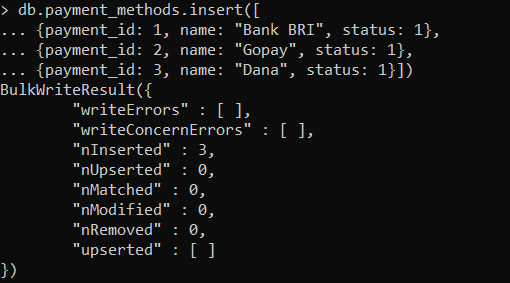 > db.payment_methods.insert([
... {payment_id: 1, name: "Bank BRI", status: 1},
... {payment_id: 2, name: "Gopay", status: 1},
... {payment_id: 3, name: "Dana", status: 1}])
BulkWriteResult({
        "writeErrors" : [ ],
        "writeConcernErrors" : [ ],
        "nInserted" : 3,
        "nUpserted" : 0,
        "nMatched" : 0,
        "nModified" : 0,
        "nRemoved" : 0,
        "upserted" : [ ]
})